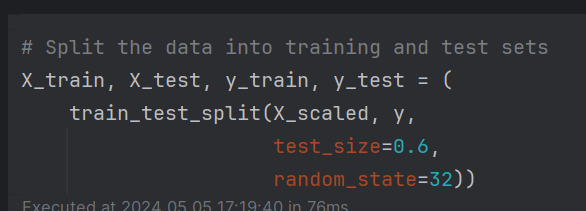 # Split the data into training and test sets
X_train, X_test, y_train, y_test = (
    train_test_split(X_scaled, y,
                     test_size=0.6,
                     random_state=32))
Executed at 2024.05.05 17:19:40 in 76ms